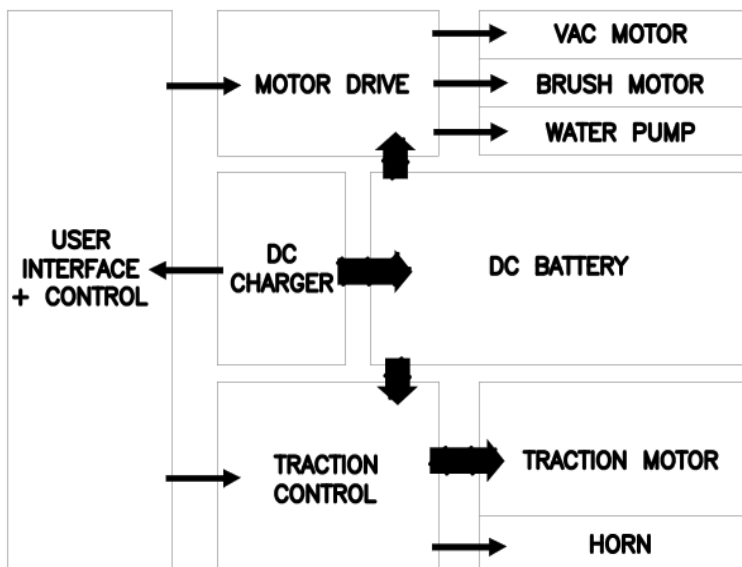 MOTOR DRIVE
VAC MOTOR
BRUSH MOTOR
WATER PUMP
USER
INTERFACE
+ CONTROL
DC
CHARGER
DC BATTERY
TRACTION
CONTROL
TRACTION MOTOR
HORN